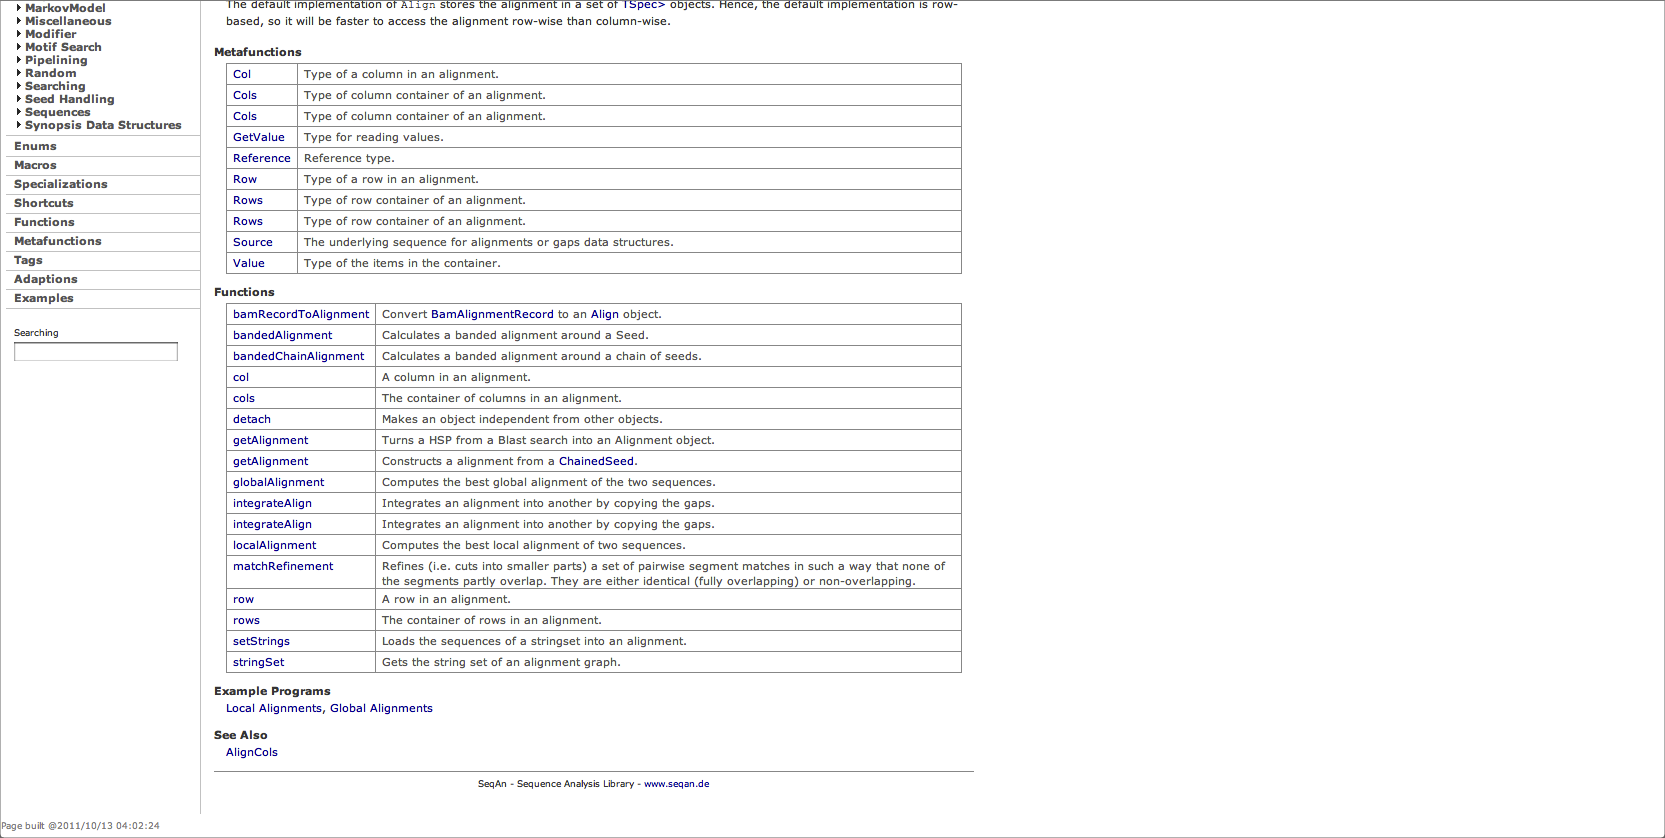 MarkovModel
Miscellaneous
Modifier
Motif Search
Pipelining
Random
Searching
Seed Handling
Sequences
Synopsis Data Structures
Enums
Macros
Specializations
Shortcuts
Functions
Metafunctions
Tags
Adaptions
Examples
Searching
The default implementation of Align stores the alignment in a set of TSpec> objects. Hence, the default implementation is row-
based, so it will be faster to access the alignment row-wise than column-wise.
Metafunctions
Col Type of a column in an alignment.
Cols Type of column container of an alignment.
Cols Type of column container of an alignment.
GetValue Type for reading values.
Reference Reference type.
Row Type of a row in an alignment.
Rows Type of row container of an alignment.
Rows Type of row container of an alignment.
Source The underlying sequence for alignments or gaps data structures.
Value Type of the items in the container.
Functions
bamRecordToAlignment Convert BamAlignmentRecord to an Align object.
bandedAlignment Calculates a banded alignment around a Seed.
bandedChainAlignment Calculates a banded alignment around a chain of seeds.
col A column in an alignment.
cols The container of columns in an alignment.
detach Makes an object independent from other objects.
getAlignment Turns a HSP from a Blast search into an Alignment object.
getAlignment Constructs a alignment from a ChainedSeed.
globalAlignment Computes the best global alignment of the two sequences.
integrateAlign Integrates an alignment into another by copying the gaps.
integrateAlign Integrates an alignment into another by copying the gaps.
localAlignment Computes the best local alignment of two sequences.
matchRefinement Refines (i.e. cuts into smaller parts) a set of pairwise segment matches in such a way that none of
the segments partly overlap. They are either identical (fully overlapping) or non-overlapping.
row A row in an alignment.
rows The container of rows in an alignment.
setStrings Loads the sequences of a stringset into an alignment.
stringSet Gets the string set of an alignment graph.
Example Programs
Local Alignments, Global Alignments
See Also
AlignCols
SeqAn - Sequence Analysis Library - www.seqan.de
Page built @2011/10/13 04:02:24